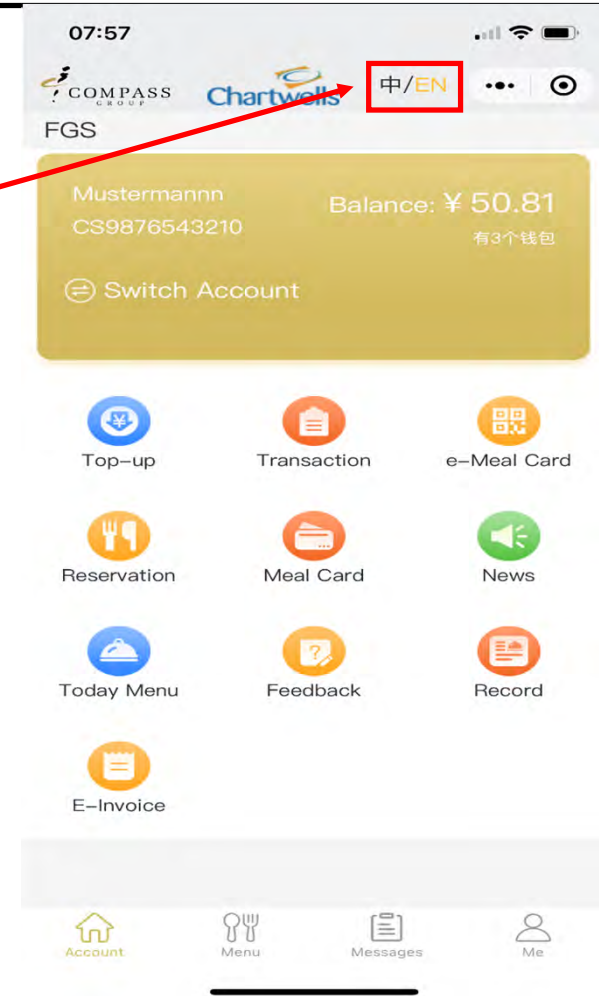 07:57
COMPASS
GROUP
Chartwells
中/EN
FGS
Mustermannn
Balance: ¥ 50.81
CS9876543210
有3个钱包
Switch Account
Top-up
Transaction
e-Meal Card
Reservation
Meal Card
News
Today Menu
Feedback
Record
E-Invoice
Account
Menu
Messages
Me